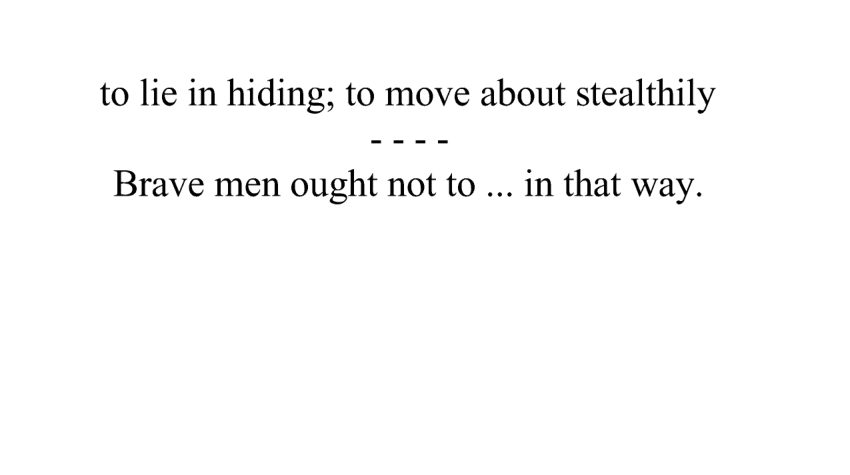 to lie in hiding; to move about stealthily
- - - -
Brave men ought not to ... in that way.